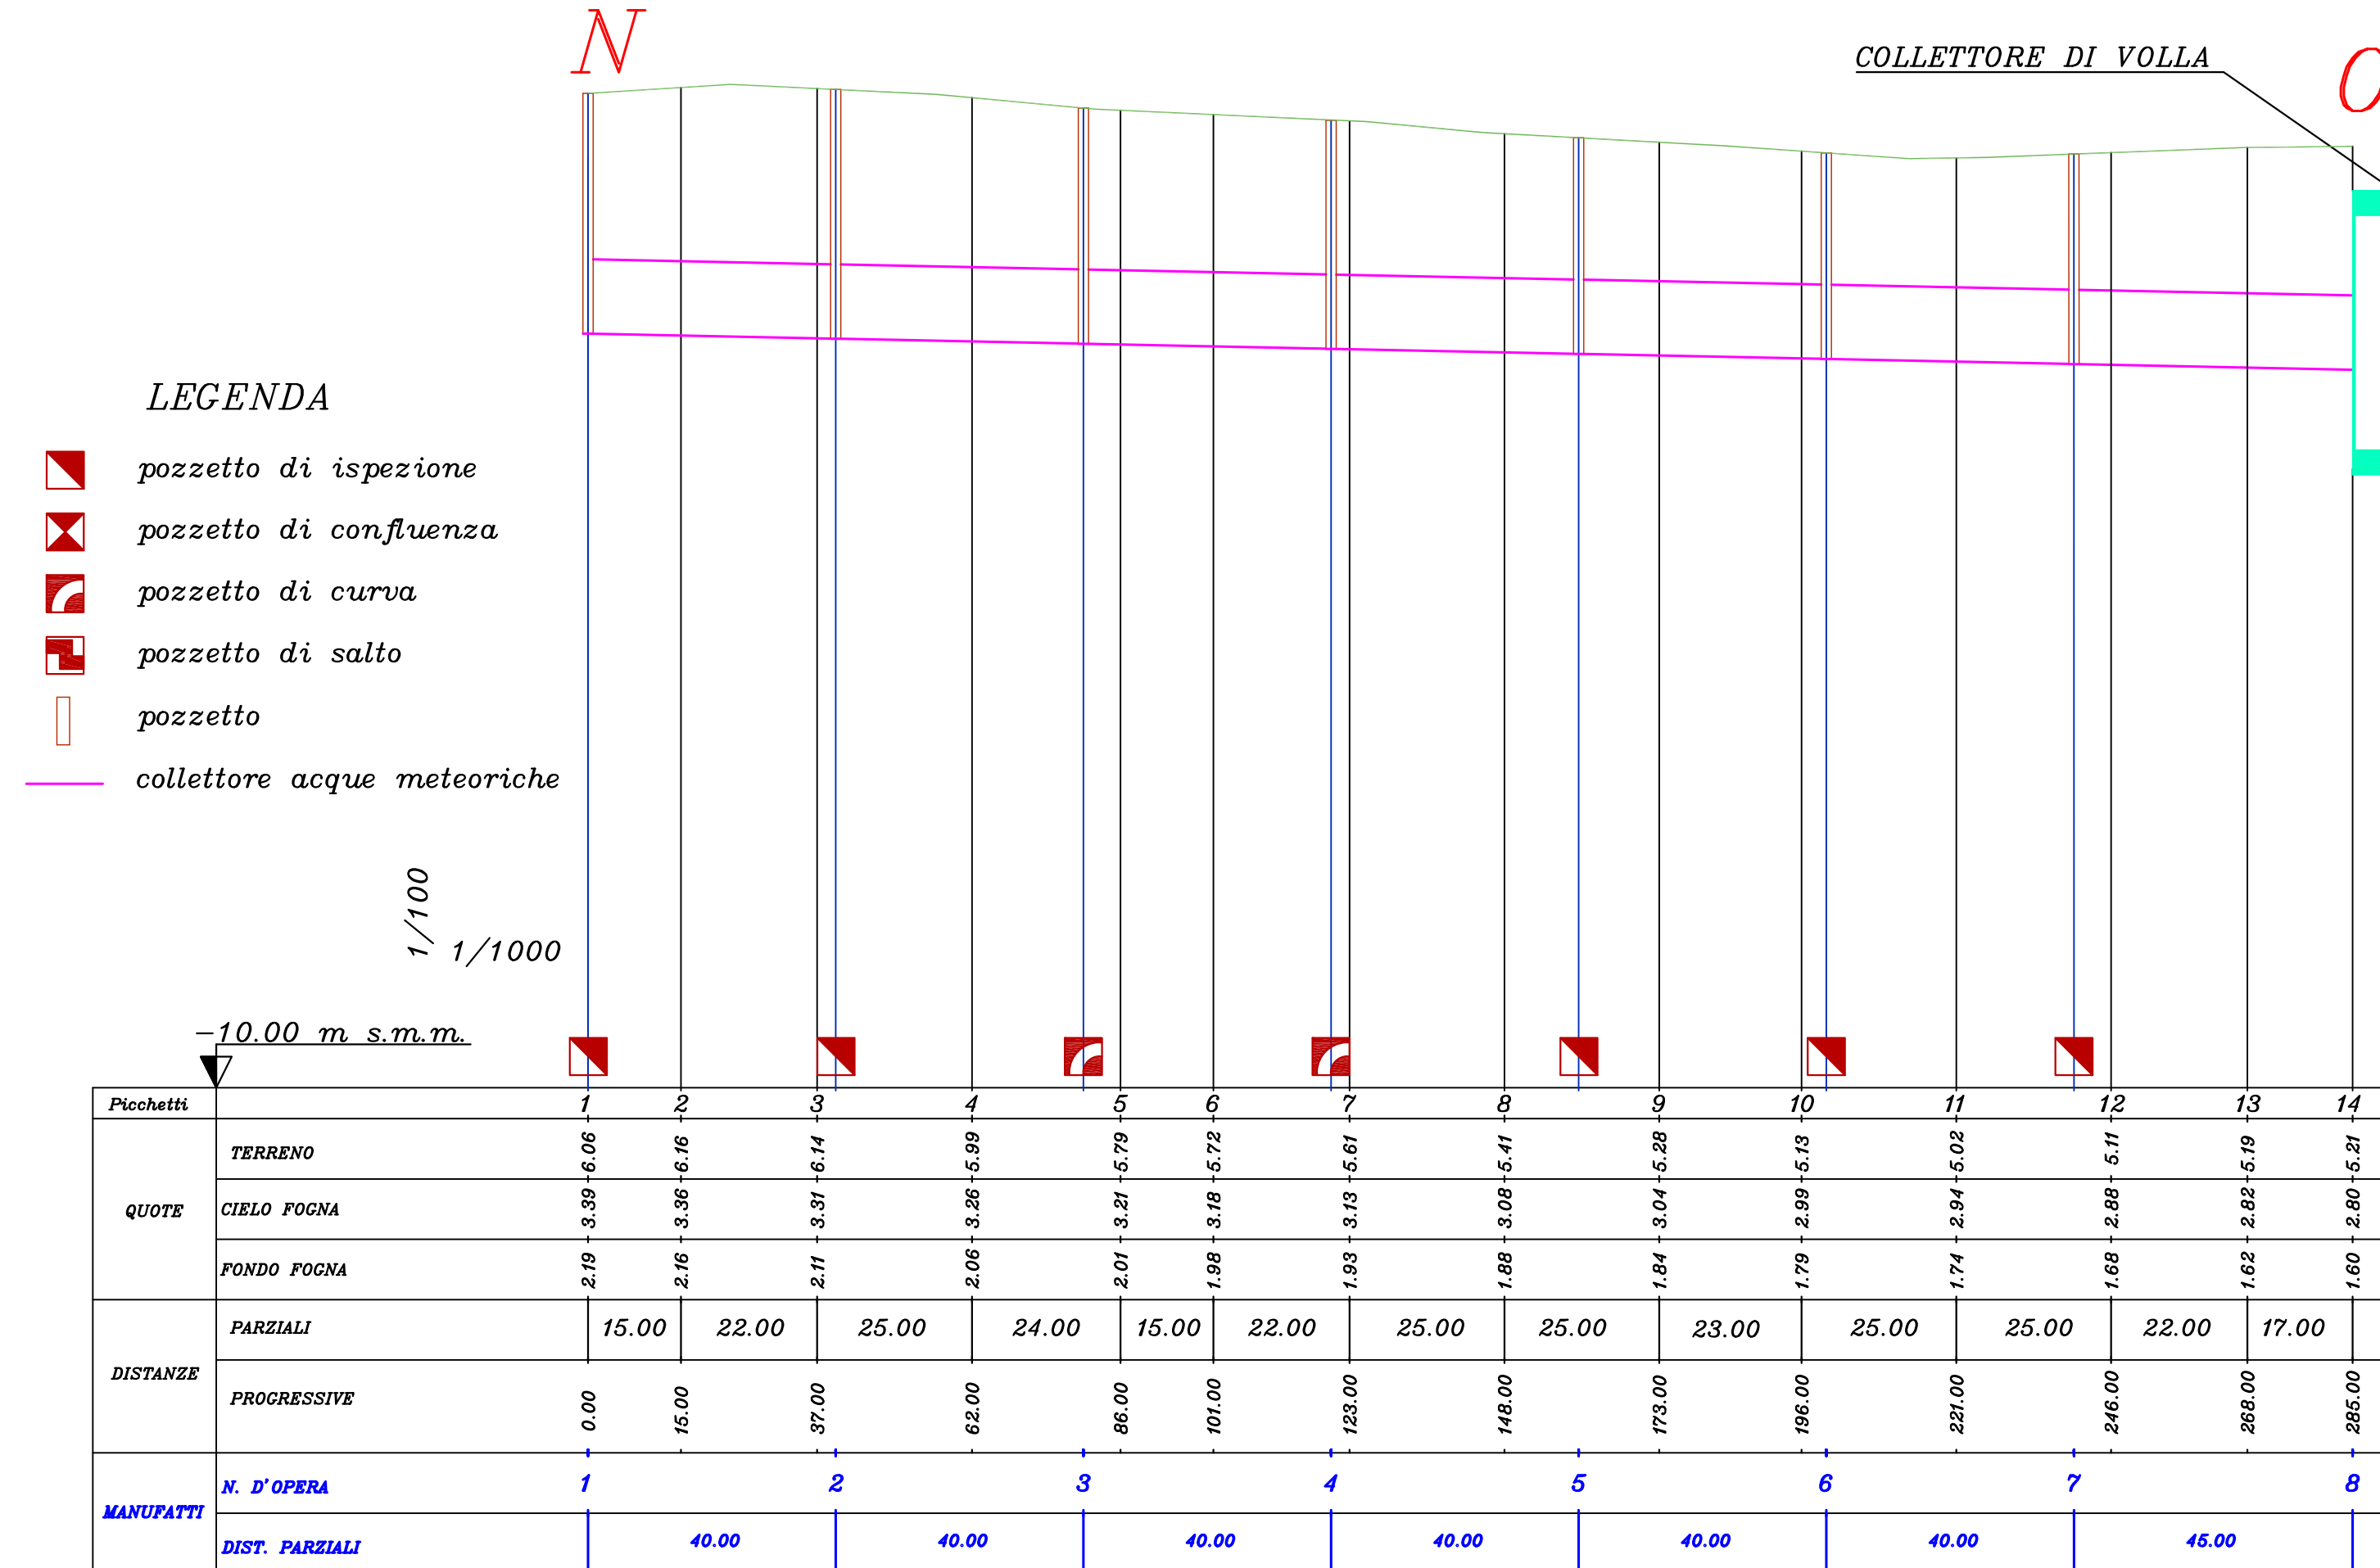 N
COLLETTORE DI VOLLA
O
LEGENDA
pozzetto di ispezione
pozzetto di confluenza
pozzetto di curva
pozzetto di salto
pozzetto
collettore acque meteoriche
1/100
1/1000
-10.00 m s.m.m.
Picchetti 1 2 3 4 5 6 7 8 9 10 11 12 13 14
QUOTE
TERRENO 6.06 6.16 6.14 5.99 5.79 5.72 5.61 5.41 5.28 5.13 5.02 5.11 5.19 5.21
CIELO FOGNA 3.39 3.36 3.31 3.26 3.21 3.18 3.13 3.08 3.04 2.99 2.94 2.88 2.82 2.80
FONDO FOGNA 2.19 2.16 2.11 2.06 2.01 1.98 1.93 1.88 1.84 1.79 1.74 1.68 1.62 1.60
DISTANZE
PARZIALI 15.00 22.00 25.00 24.00 15.00 22.00 25.00 25.00 23.00 25.00 25.00 22.00 17.00
PROGRESSIVE 0.00 15.00 37.00 62.00 86.00 101.00 123.00 148.00 173.00 196.00 221.00 246.00 268.00 285.00
MANUFATTI
N. D'OPERA 1 2 3 4 5 6 7 8
DIST. PARZIALI 40.00 40.00 40.00 40.00 40.00 40.00 45.00